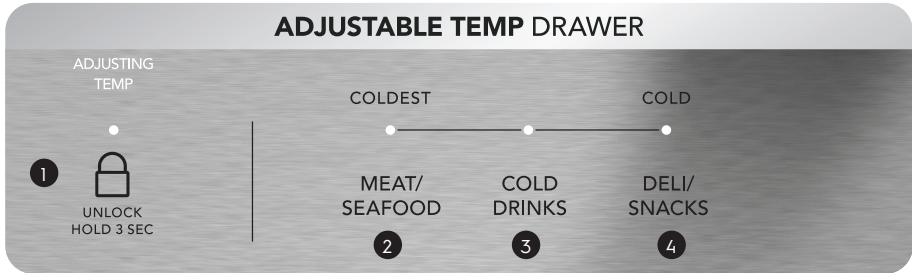 ADJUSTABLE TEMP DRAWER
ADJUSTING
TEMP
COLDEST
COLD
1
UNLOCK
HOLD 3 SEC
MEAT/
SEAFOOD
2
COLD
DRINKS
3
DELI/
SNACKS
4